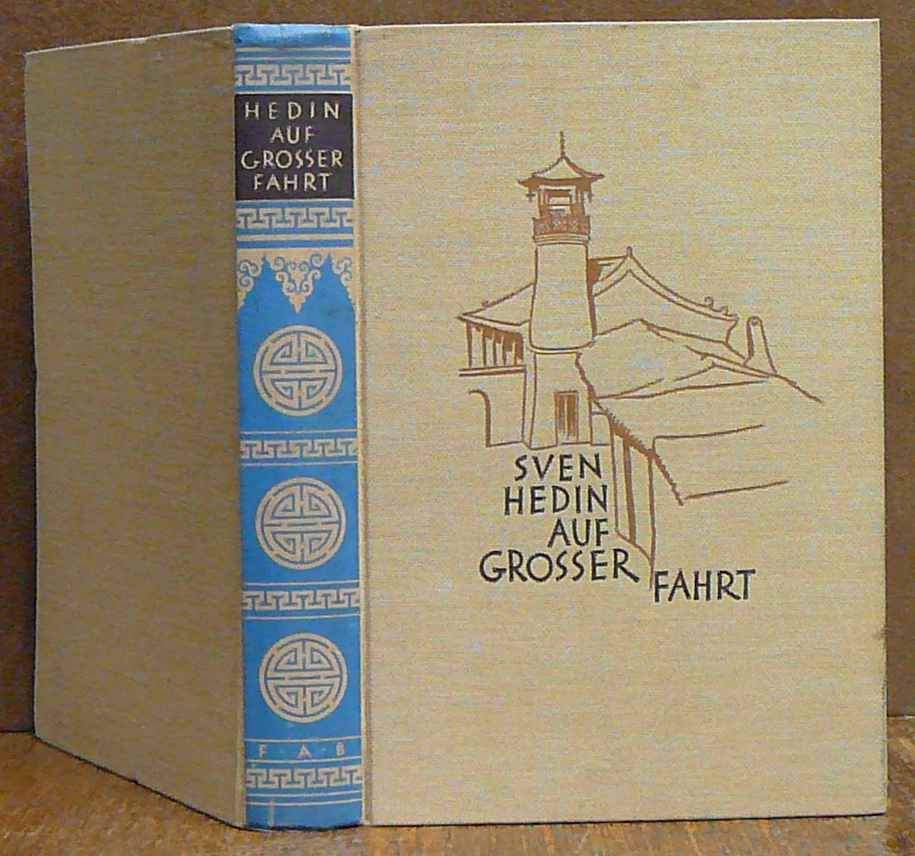 HEDIN
AUF
GROSSER
FAHRT
F·A·B
SVEN
HEDIN
AUF
GROSSER
FAHRT